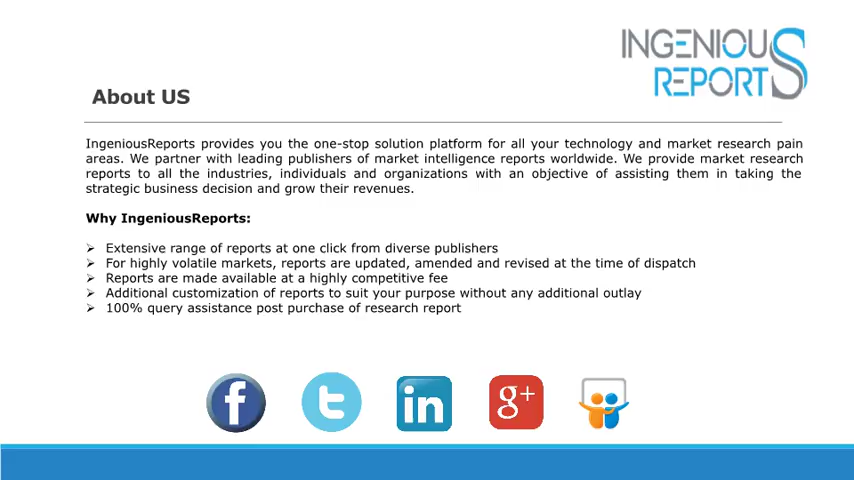 INGENIOUS
REPORTS
About US
IngeniousReports provides you the one-stop solution platform for all your technology and market research pain
areas. We partner with leading publishers of market intelligence reports worldwide. We provide market research
reports to all the industries, individuals and organizations with an objective of assisting them in taking the
strategic business decision and grow their revenues.
Why IngeniousReports:
➢ Extensive range of reports at one click from diverse publishers
➢ For highly volatile markets, reports are updated, amended and revised at the time of dispatch
➢ Reports are made available at a highly competitive fee
➢ Additional customization of reports to suit your purpose without any additional outlay
➢ 100% query assistance post purchase of research report
f t in g+